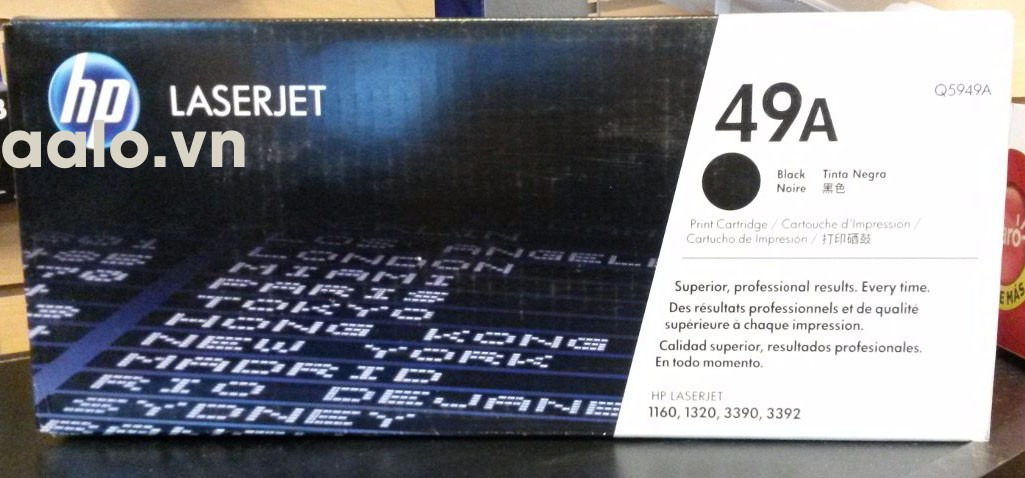 hp
LASERJET
aalo.vn
LOS ANGELES
LONDON
MIAMI
PARIS
TOKYO
HONG KONG
NEW YORK
MADRID
RIO DEJANE
SYDNEY
49A
Q5949A
Black Tinta Negra
Noire 黑色
Print Cartridge / Cartouche d'Impression /
Cartucho de Impresion / 打印硒鼓
Superior, professional results. Every time.
Des résultats professionnels et de qualité
supérieure à chaque impression.
Calidad superior, resultados profesionales.
En todo momento.
HP LASERJET
1160, 1320, 3390, 3392